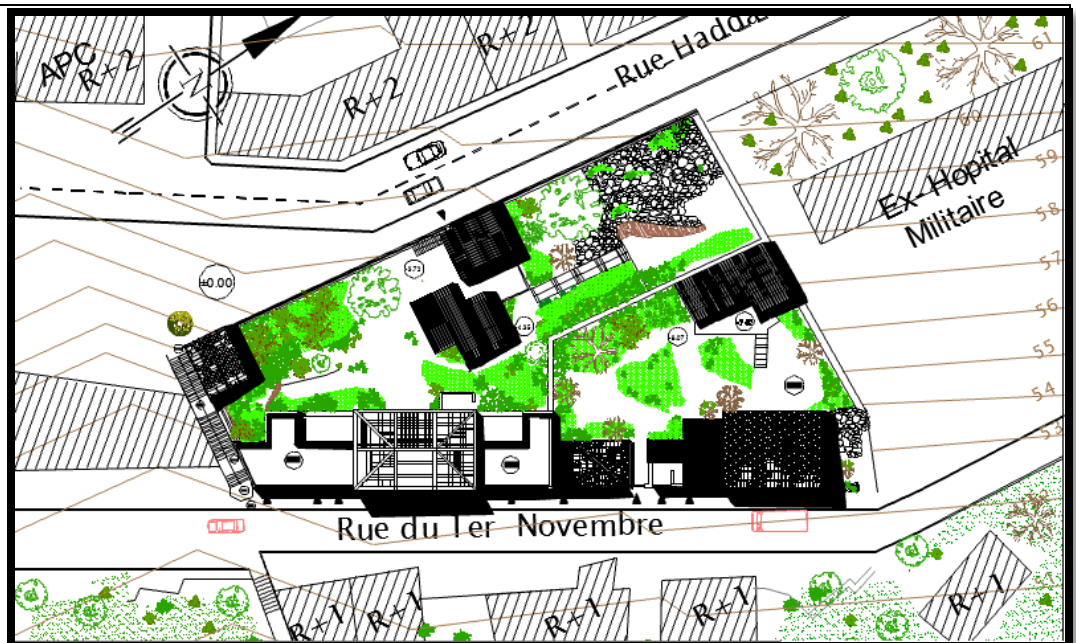 APC
R+2
R+2
R+2
Rue Hadda
61
60
59
58
57
56
55
54
53
Ex-Hopital
Militaire
±0.00
N
Rue du 1er Novembre
R+1
R+1
R+1
R+1
R+1